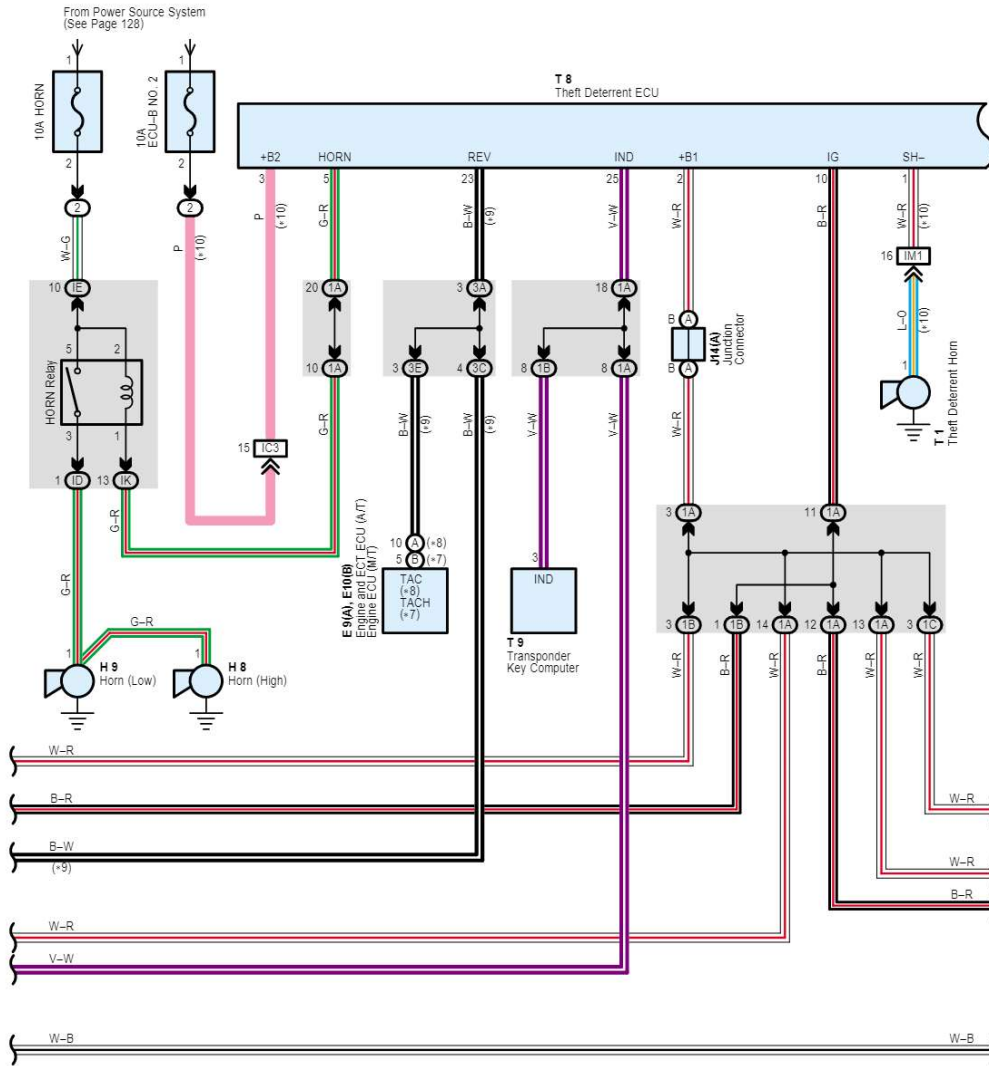 From Power Source System
(See Page 128)
1
1
10A HORN
10A
ECU-B NO. 2
2
2
2
2
T 8
Theft Deterrent ECU
+B2
HORN
REV
IND
+B1
IG
SH-
3
5
23
25
2
10
1
W-G
P
(*10)
P
(*10)
G-R
B-W
(*9)
V-W
W-R
B-R
W-R
(*10)
16
IM1
L-O
(*10)
1
T 1
Theft Deterrent Horn
10
IE
20
1A
3
3A
18
1A
5
2
HORN Relay
3
1
B
A
J14(A)
Junction
Connector
B
A
10
1A
3
3E
4
3C
8
1B
8
1A
15
IC3
1
ID
13
IK
G-R
G-R
G-R
B-W
(*9)
B-W
(*9)
V-W
V-W
W-R
3
1A
11
1A
E 9(A), E10(B)
Engine and ECT ECU (A/T)
Engine ECU (M/T)
10
A
(*8)
5
B
(*7)
TAC
(*8)
TACH
(*7)
3
IND
T 9
Transponder
Key Computer
3
1B
1
1B
14
1A
12
1A
13
1A
3
1C
W-R
B-R
W-R
B-R
W-R
W-R
G-R
1
H 9
Horn (Low)
1
H 8
Horn (High)
W-R
B-R
W-R
B-W
(*9)
W-R
B-R
W-R
V-W
W-B
W-B